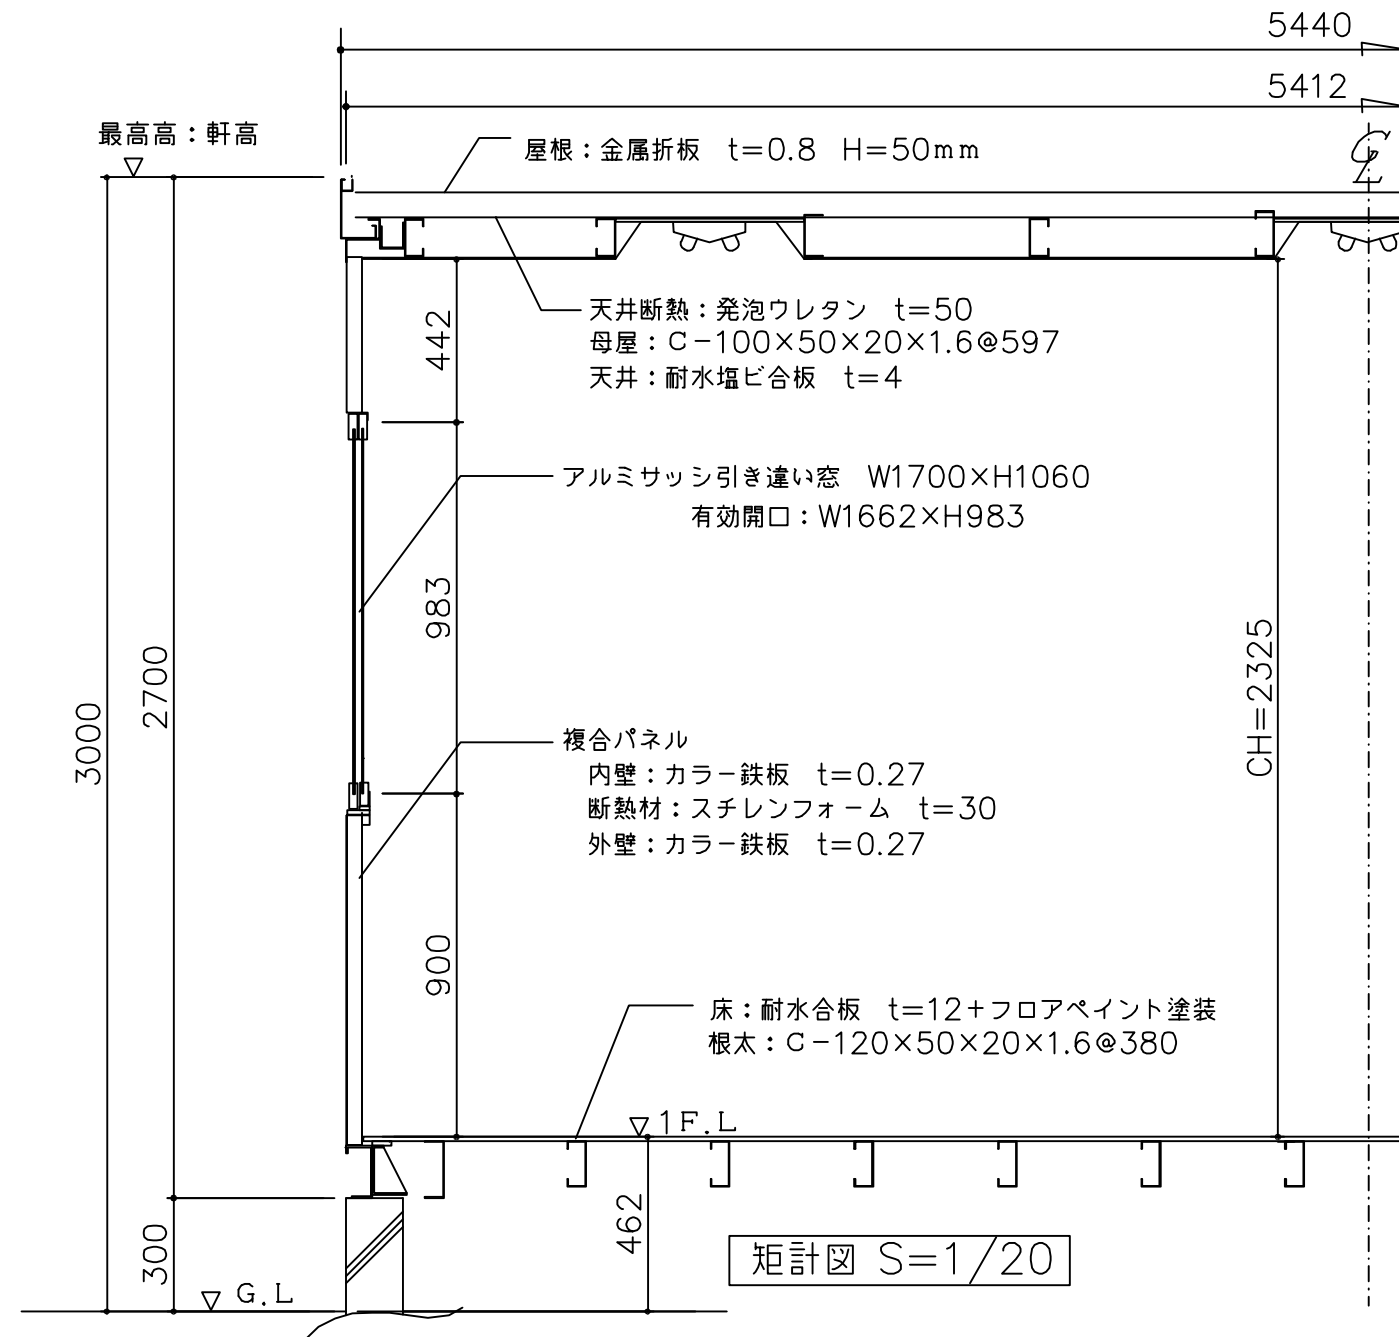 5440
5412
最高高：軒高
屋根：金属折板 t=0.8 H=50mm
天井断熱：発泡ウレタン t=50
母屋：C-100×50×20×1.6@597
天井：耐水塩ビ合板 t=4
442
アルミサッシ引き違い窓 W1700×H1060
有効開口：W1662×H983
983
CH=2325
2700
3000
複合パネル
内壁：カラー鉄板 t=0.27
断熱材：スチレンフォーム t=30
外壁：カラー鉄板 t=0.27
900
床：耐水合板 t=12+フロアペイント塗装
根太：C-120×50×20×1.6@380
1F.L
462
300
矩計図 S=1/20
G.L